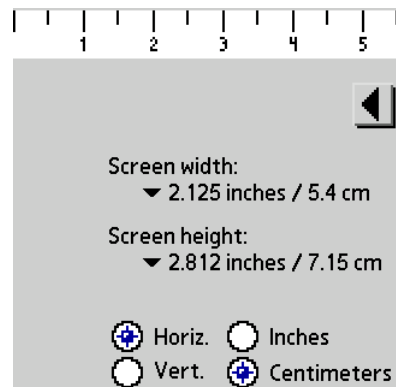 1 2 3 4 5
Screen width:
2.125 inches / 5.4 cm
Screen height:
2.812 inches / 7.15 cm
Horiz. Inches
Vert. Centimeters